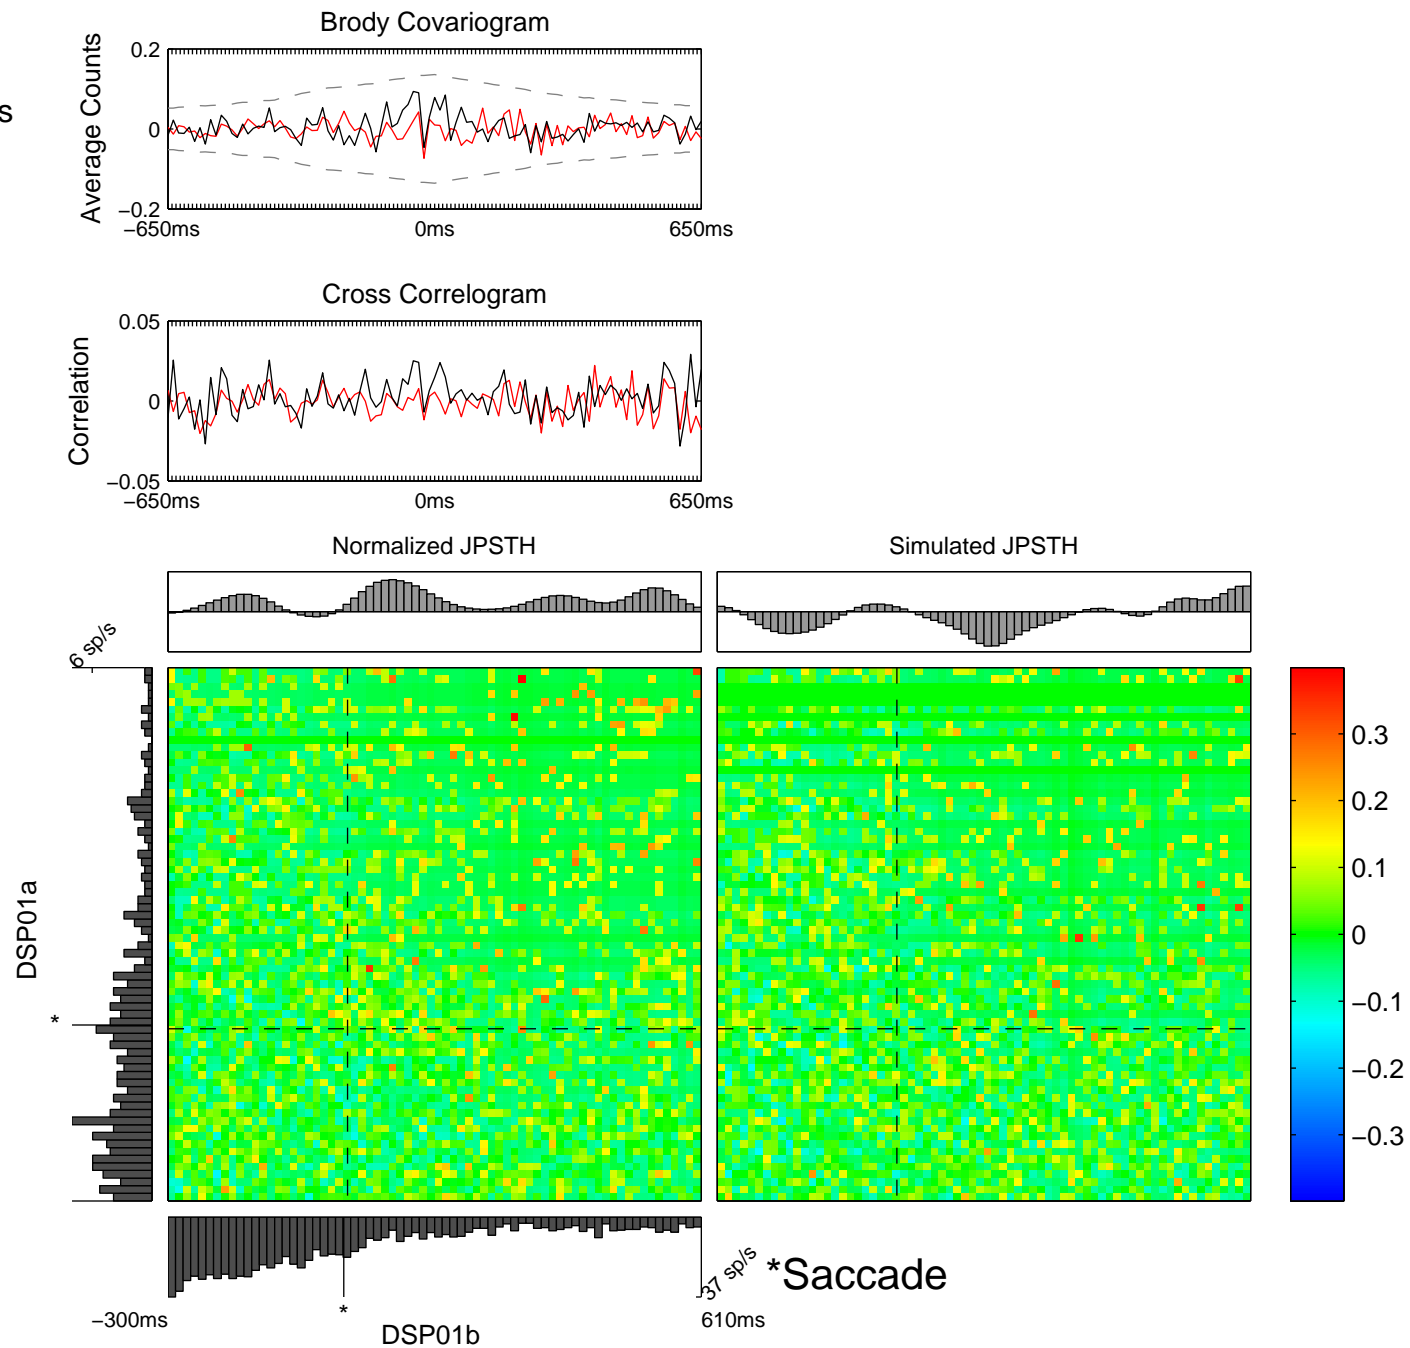 Brody Covariogram
Average Counts
0.2
0
−0.2
−650ms
0ms
650ms
s
Cross Correlogram
Correlation
0.05
0
−0.05
−650ms
0ms
650ms
Normalized JPSTH
Simulated JPSTH
6 sp/s
DSP01a
*
0.3
0.2
0.1
0
−0.1
−0.2
−0.3
37 sp/s
*Saccade
*
−300ms
610ms
DSP01b